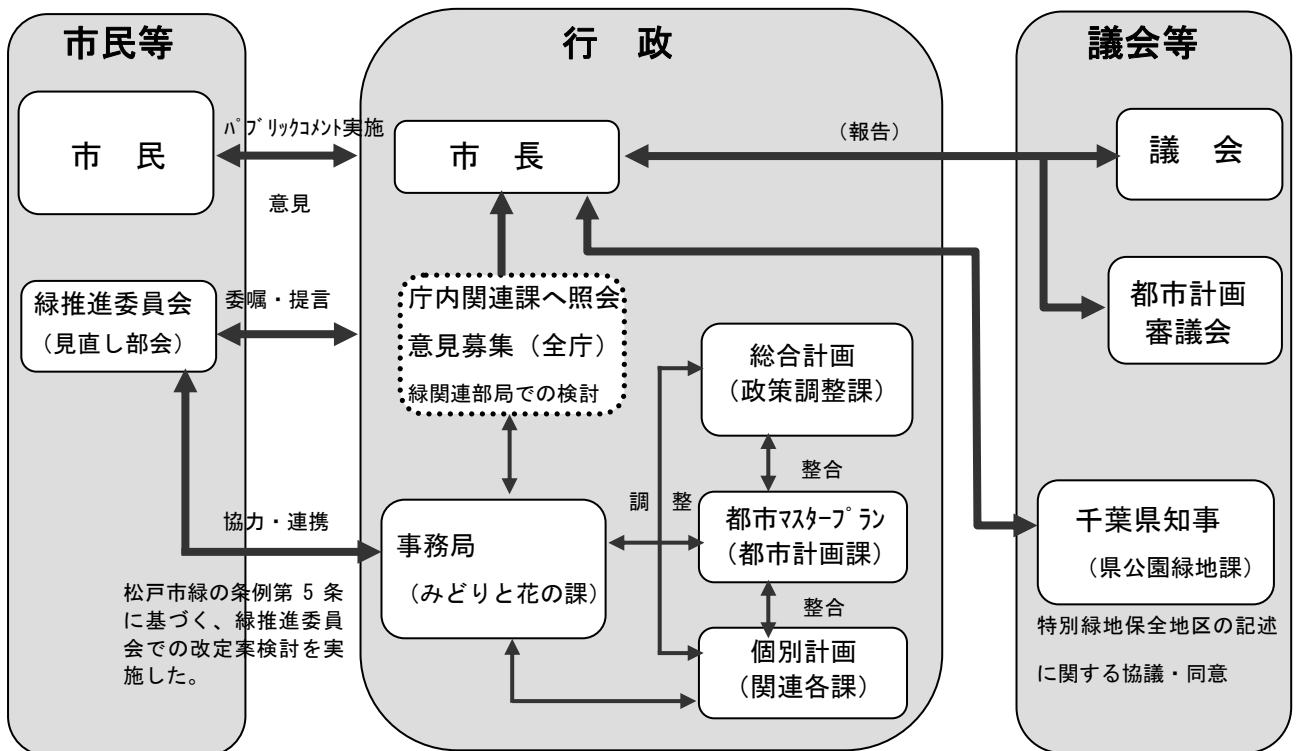 市民等
市　民
パブリックコメント実施
意見
緑推進委員会
（見直し部会）
委嘱・提言
協力・連携
松戸市緑の条例第 5 条
に基づく、緑推進委員
会での改定案検討を実
施した。
行　政
市　長
庁内関連課へ照会
意見募集（全庁）
緑関連部局での検討
事務局
（みどりと花の課）
調　整
総合計画
（政策調整課）
整合
都市マスタープラン
（都市計画課）
整合
個別計画
（関連各課）
議会等
（報告）
議　会
都市計画
審議会
千葉県知事
（県公園緑地課）
特別緑地保全地区の記述
に関する協議・同意